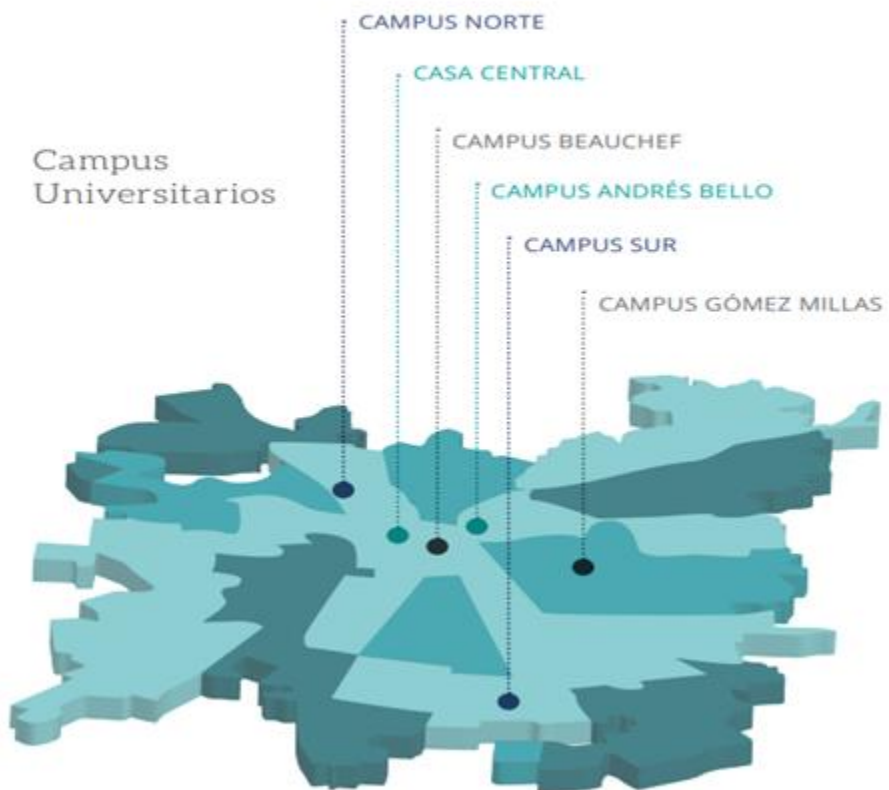 CAMPUS NORTE
CASA CENTRAL
CAMPUS BEAUCHEF
Campus
Universitarios
CAMPUS ANDRÉS BELLO
CAMPUS SUR
CAMPUS GÓMEZ MILLAS